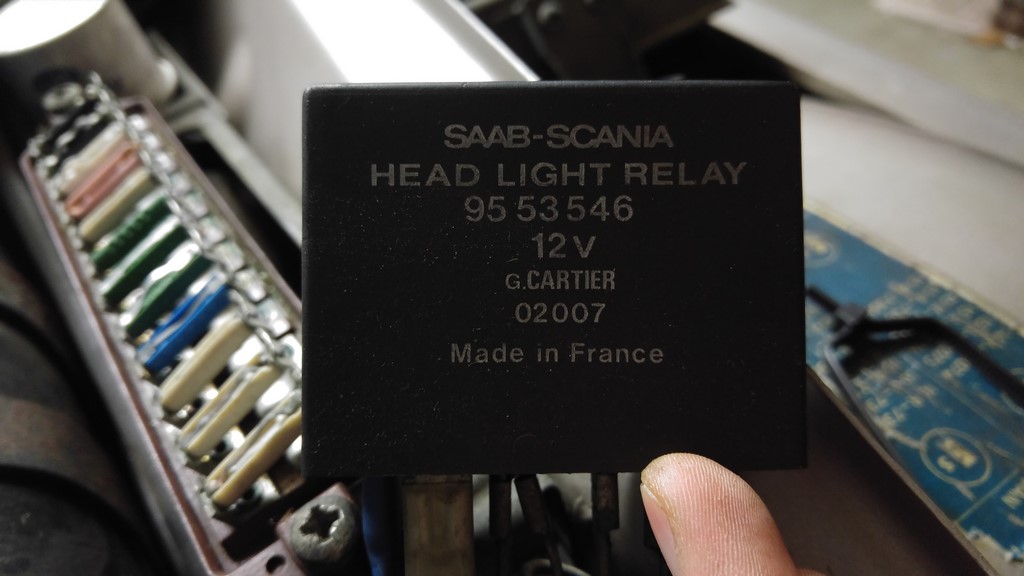 SAAB-SCANIA
HEAD LIGHT RELAY
95 53 546
12V
G.CARTIER
02007
Made in France